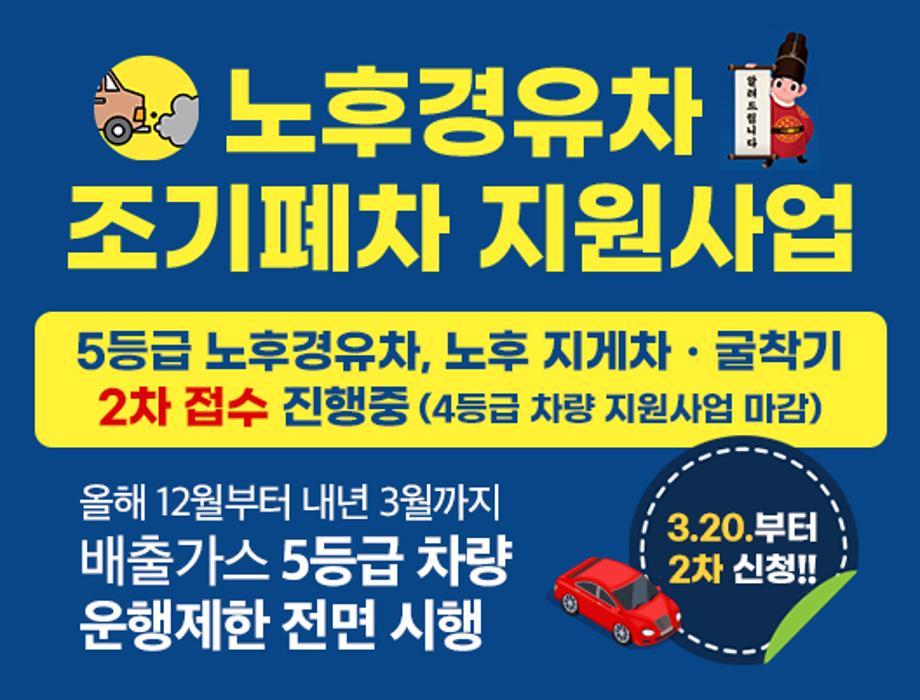 노후경유차
알려드립니다
조기폐차 지원사업
5등급 노후경유차, 노후 지게차 · 굴착기
2차 접수 진행중 (4등급 차량 지원사업 마감)
올해 12월부터 내년 3월까지
배출가스 5등급 차량
운행제한 전면 시행
3.20.부터
2차 신청!!